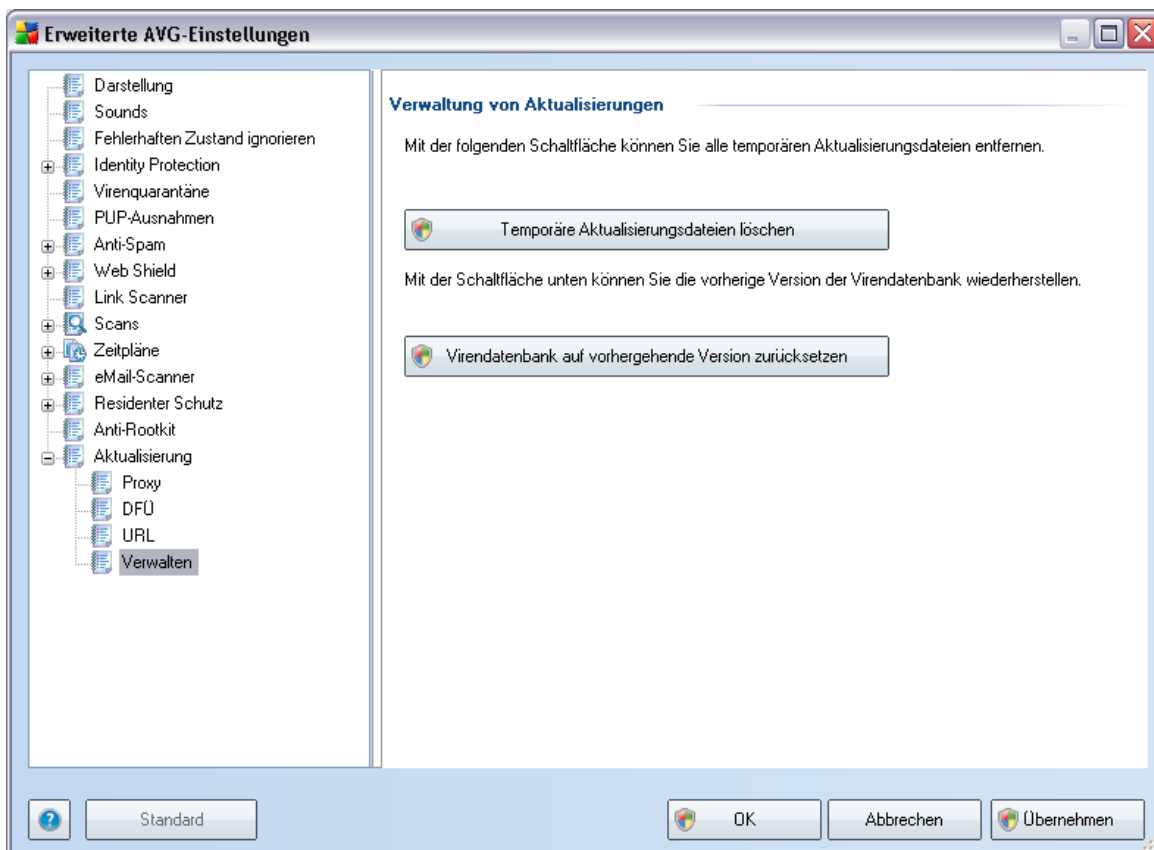 Erweiterte AVG-Einstellungen
Darstellung
Sounds
Fehlerhaften Zustand ignorieren
Identity Protection
Virenquarantäne
PUP-Ausnahmen
Anti-Spam
Web Shield
Link Scanner
Scans
Zeitpläne
eMail-Scanner
Residenter Schutz
Anti-Rootkit
Aktualisierung
Proxy
DFÜ
URL
Verwalten
Verwaltung von Aktualisierungen
Mit der folgenden Schaltfläche können Sie alle temporären Aktualisierungsdateien entfernen.
Temporäre Aktualisierungsdateien löschen
Mit der Schaltfläche unten können Sie die vorherige Version der Virendatenbank wiederherstellen.
Virendatenbank auf vorhergehende Version zurücksetzen
Standard
OK
Abbrechen
Übernehmen